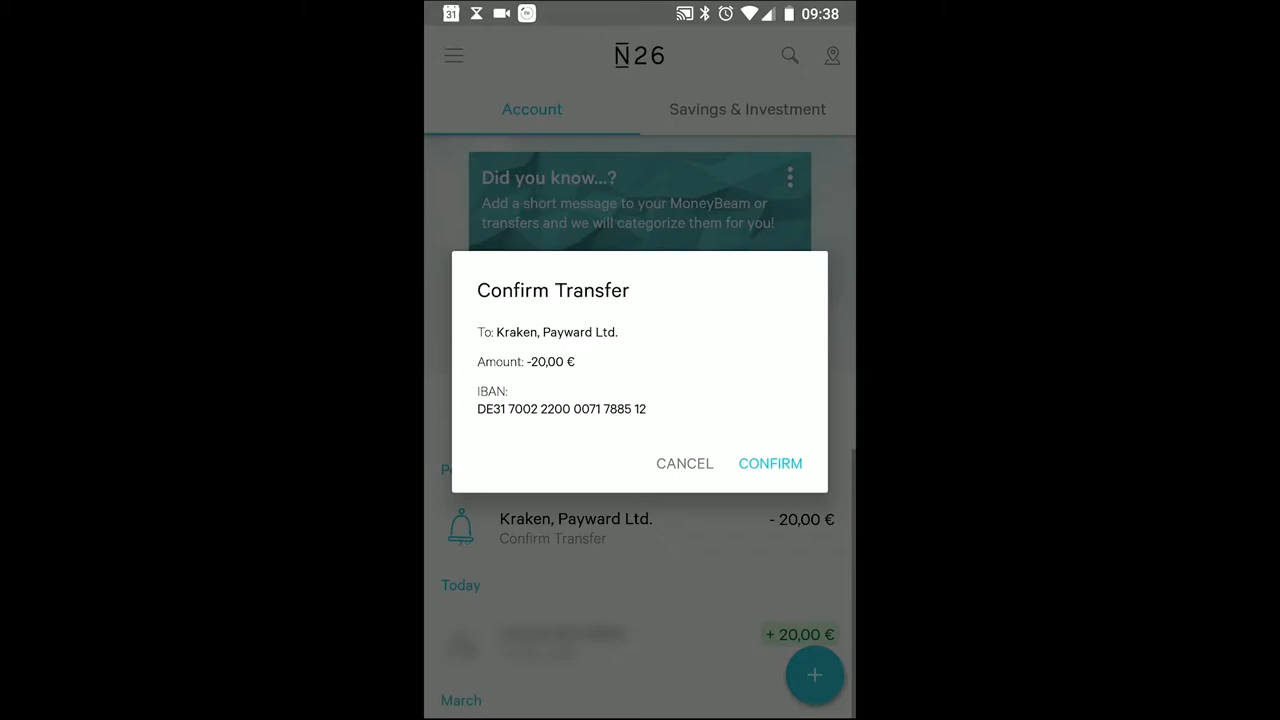 31
09:38
N26
Account
Savings & Investment
Did you know...?
Add a short message to your MoneyBeam or
transfers and we will categorize them for you!
Confirm Transfer
To: Kraken, Payward Ltd.
Amount: -20,00 €
IBAN:
DE31 7002 2200 0071 7885 12
CANCEL
CONFIRM
Kraken, Payward Ltd.
- 20,00 €
Confirm Transfer
Today
+ 20,00 €
March